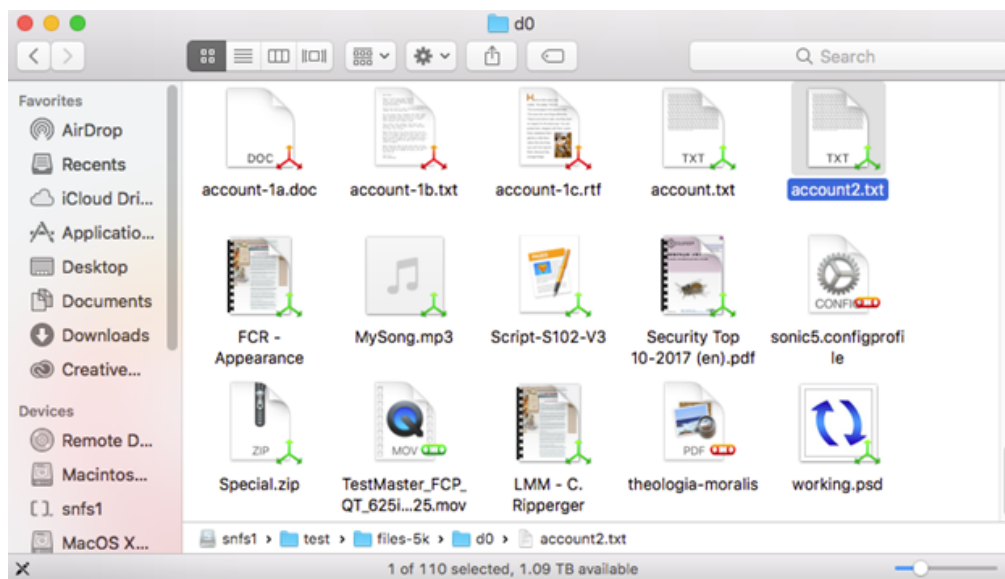 d0
Search
Favorites
AirDrop
Recents
iCloud Dri...
Applicatio...
Desktop
Documents
Downloads
Creative...
Devices
Remote D...
Macintos...
snfs1
MacOS X...
DOC
TXT
TXT
account-1a.doc
account-1b.txt
account-1c.rtf
account.txt
account2.txt
CONFIG
FCR -
Appearance
MySong.mp3
Script-S102-V3
Security Top
10-2017 (en).pdf
sonic5.configprofi
le
ZIP
MOV
PDF
Special.zip
TestMaster_FCP_
QT_625i...25.mov
LMM - C.
Ripperger
theologia-moralis
working.psd
snfs1 › test › files-5k › d0 › account2.txt
1 of 110 selected, 1.09 TB available